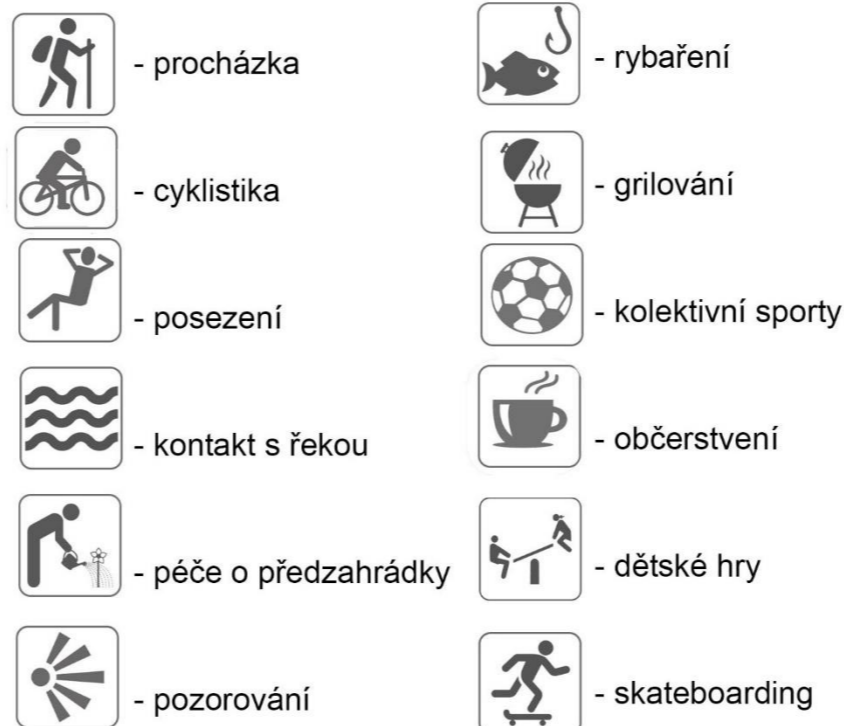 - procházka
- cyklistika
- posezení
- kontakt s řekou
- péče o předzahrádky
- pozorování
- rybaření
- grilování
- kolektivní sporty
- občerstvení
- dětské hry
- skateboarding